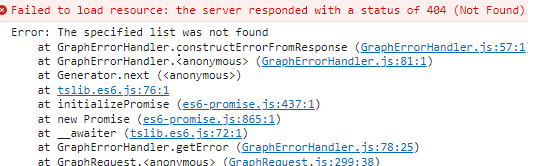 Failed to load resource: the server responded with a status of 404 (Not Found)
Error: The specified list was not found
at GraphErrorHandler.constructErrorFromResponse (GraphErrorHandler.js:57:1
at GraphErrorHandler.<anonymous> (GraphErrorHandler.js:81:1)
at Generator.next (<anonymous>)
at tslib.es6.js:76:1
at initializePromise (es6-promise.js:437:1)
at new Promise (es6-promise.js:865:1)
at __awaiter (tslib.es6.js:72:1)
at GraphErrorHandler.getError (GraphErrorHandler.js:78:25)
at GraphRequest.<anonymous> (GraphRequest.js:299:38)